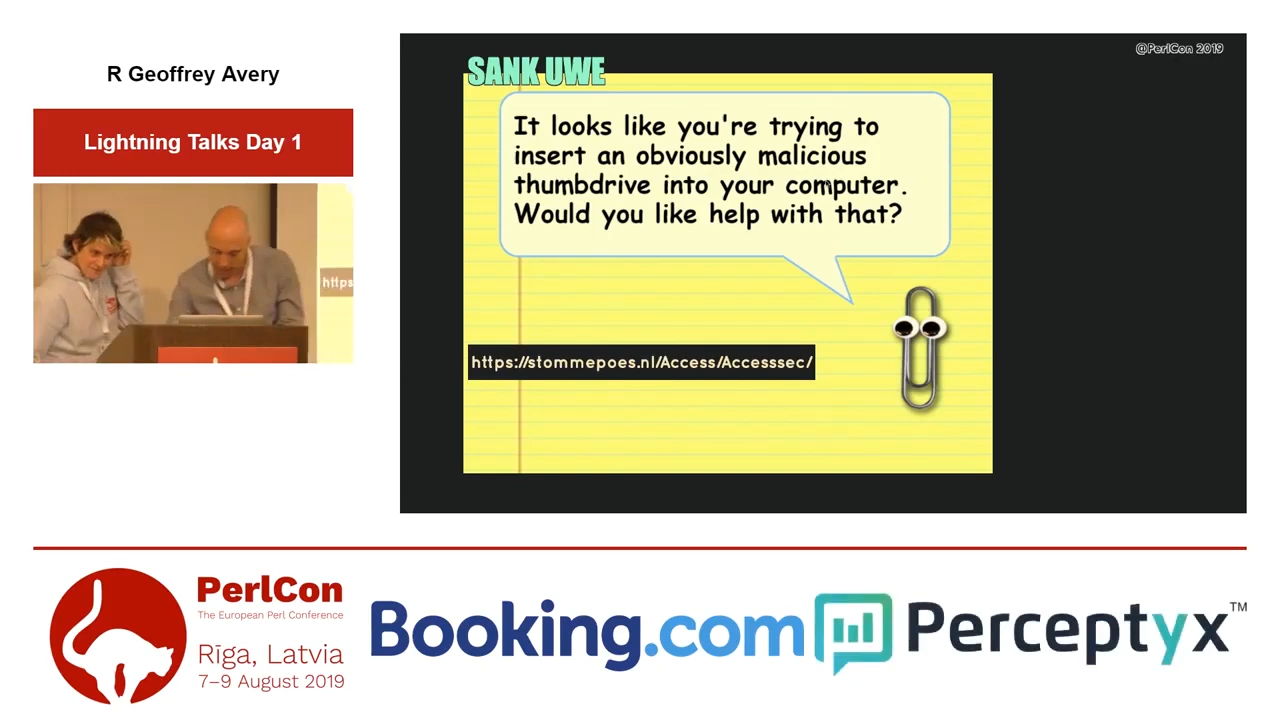 R Geoffrey Avery
Lightning Talks Day 1
https
@PerlCon 2019
SANK UWE
It looks like you're trying to
insert an obviously malicious
thumbdrive into your computer.
Would you like help with that?
https://stommepoes.nl/Access/Accesssec/
PerlCon
The European Perl Conference
Rīga, Latvia
7–9 August 2019
Booking.com
Perceptyx™